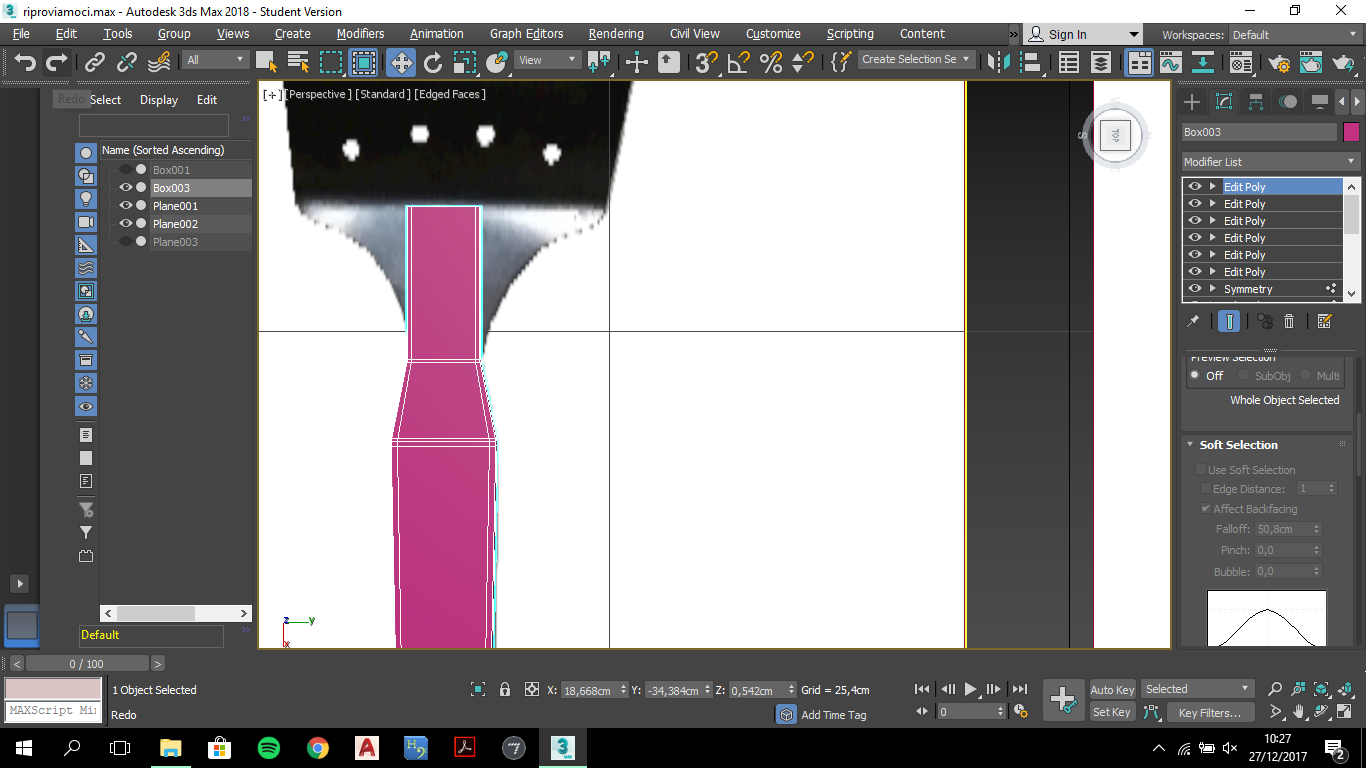 riproviamoci.max - Autodesk 3ds Max 2018 - Student Version
File Edit Tools Group Views Create Modifiers Animation Graph Editors Rendering Civil View Customize Scripting Content » Sign In Workspaces: Default
All View Create Selection Se
Redo Select Display Edit
[+] [Perspective ] [Standard ] [Edged Faces ]
TOP
S
Box003
Name (Sorted Ascending)
Modifier List
Box001
Box003
Plane001
Plane002
Plane003
Edit Poly
Edit Poly
Edit Poly
Edit Poly
Edit Poly
Edit Poly
Symmetry
Preview Selection
Off SubObj Multi
Whole Object Selected
Soft Selection
Use Soft Selection
Edge Distance: 1
Affect Backfacing
Falloff: 50,8cm
Pinch: 0,0
Bubble: 0,0
z y
x
Default
0 / 100
1 Object Selected X: 18,668cm Y: -34,384cm Z: 0,542cm Grid = 25,4cm Auto Key Selected
MAXScript Mi
Redo Add Time Tag 0 Set Key Key Filters...
10:27
27/12/2017
2